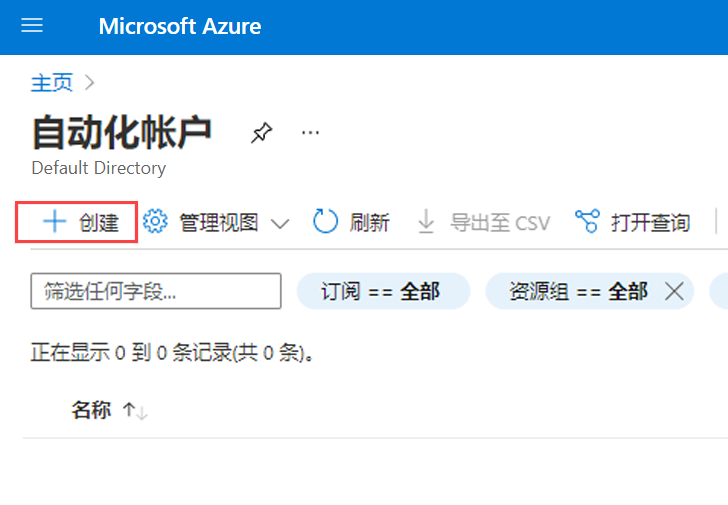 Microsoft Azure
主页
自动化帐户 ...
Default Directory
创建 管理视图 刷新 导出至 CSV 打开查询
筛选任何字段... 订阅 == 全部 资源组 == 全部
正在显示 0 到 0 条记录(共 0 条)。
名称